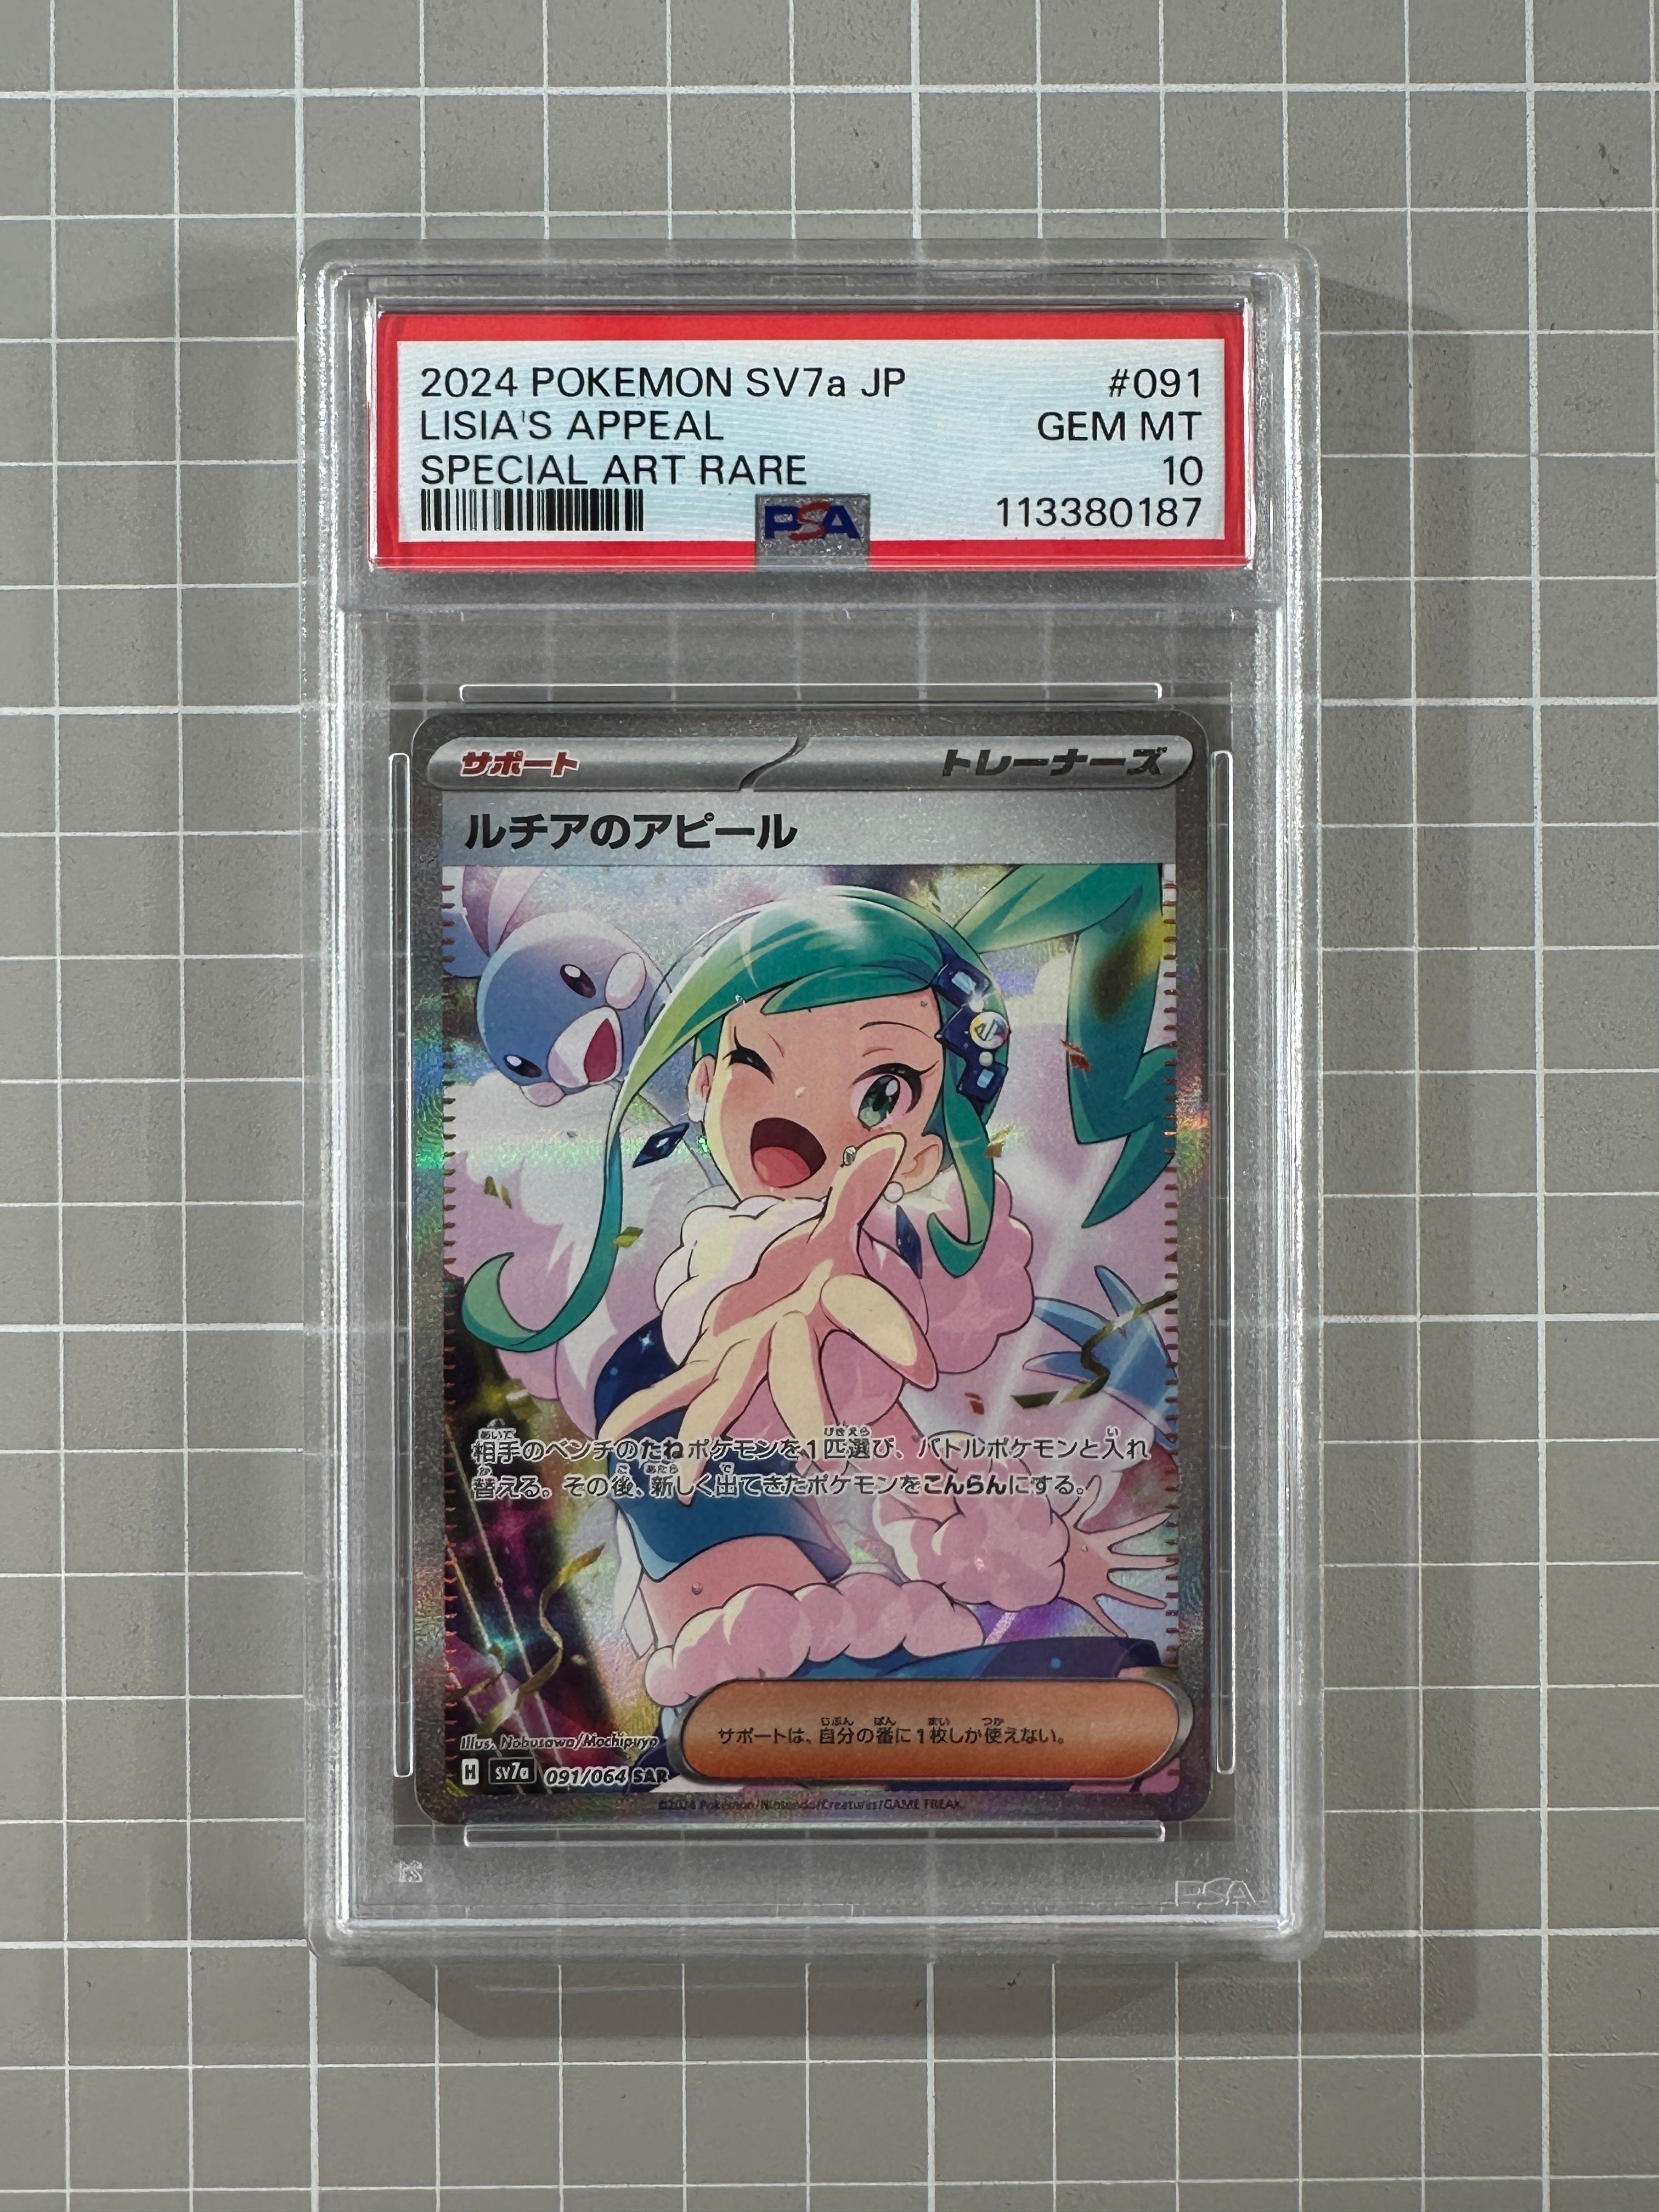 2024 POKEMON SV7a JP #091
LISIA'S APPEAL GEM MT
SPECIAL ART RARE 10
113380187
PSA
サポート トレーナーズ
ルチアのアピール
相手のベンチのたねポケモンを1匹選び、バトルポケモンと入れ
替える。その後、新しく出てきたポケモンをこんらんにする。
サポートは、自分の番に1枚しか使えない。
Illus. Nobusawa/Mochipuyo
H sv7a 091/064 SAR
©2024 Pokémon/Nintendo/Creatures/GAME FREAK
PSA